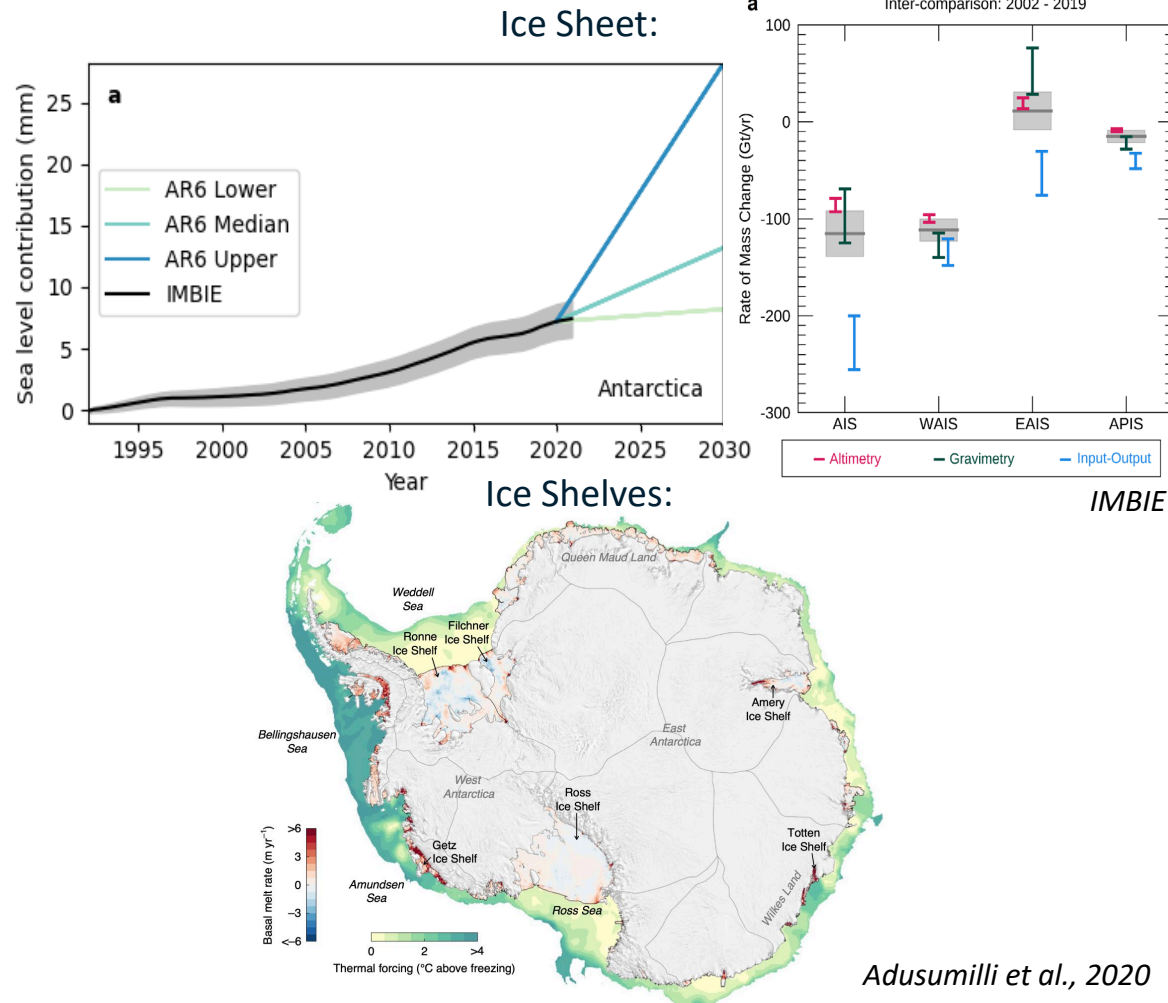 Ice Sheet:
a
Sea level contribution (mm)
25
20
15
10
5
0
AR6 Lower
AR6 Median
AR6 Upper
IMBIE
Antarctica
1995 2000 2005 2010 2015 2020 2025 2030
Year
a
Inter-comparison: 2002 - 2019
Rate of Mass Change (Gt/yr)
100
0
-100
-200
-300
AIS WAIS EAIS APIS
Altimetry Gravimetry Input-Output
IMBIE
Ice Shelves:
Queen Maud Land
Weddell
Sea
Ronne
Ice Shelf
Filchner
Ice Shelf
Amery
Ice Shelf
Bellingshausen
Sea
East
Antarctica
West
Antarctica
Ross
Ice Shelf
Totten
Ice Shelf
Getz
Ice Shelf
Wilkes Land
Amundsen
Sea
Ross Sea
Basal melt rate (m yr⁻¹)
>6
3
0
−3
<−6
0 2 >4
Thermal forcing (°C above freezing)
Adusumilli et al., 2020